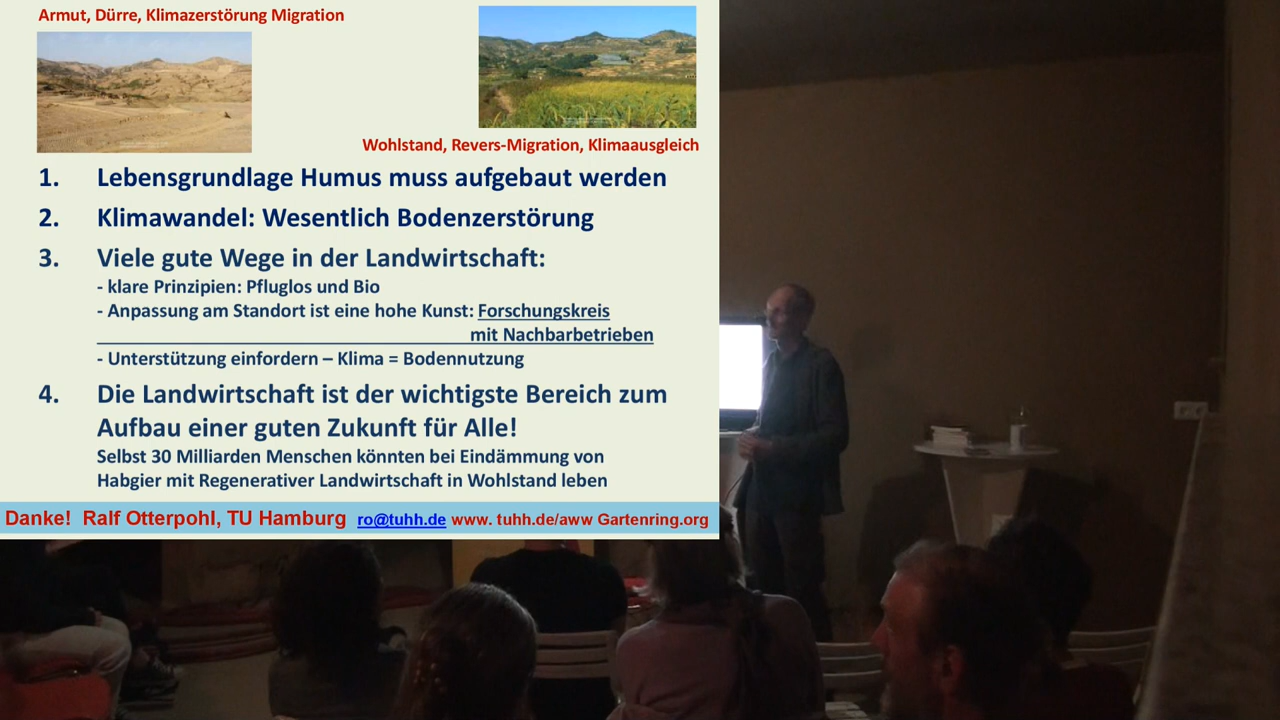 Armut, Dürre, Klimazerstörung Migration
Wohlstand, Revers-Migration, Klimaausgleich
1. Lebensgrundlage Humus muss aufgebaut werden
2. Klimawandel: Wesentlich Bodenzerstörung
3. Viele gute Wege in der Landwirtschaft:
- klare Prinzipien: Pfluglos und Bio
- Anpassung am Standort ist eine hohe Kunst: Forschungskreis
mit Nachbarbetrieben
- Unterstützung einfordern – Klima = Bodennutzung
4. Die Landwirtschaft ist der wichtigste Bereich zum
Aufbau einer guten Zukunft für Alle!
Selbst 30 Milliarden Menschen könnten bei Eindämmung von
Habgier mit Regenerativer Landwirtschaft in Wohlstand leben
Danke! Ralf Otterpohl, TU Hamburg ro@tuhh.de www. tuhh.de/aww Gartenring.org